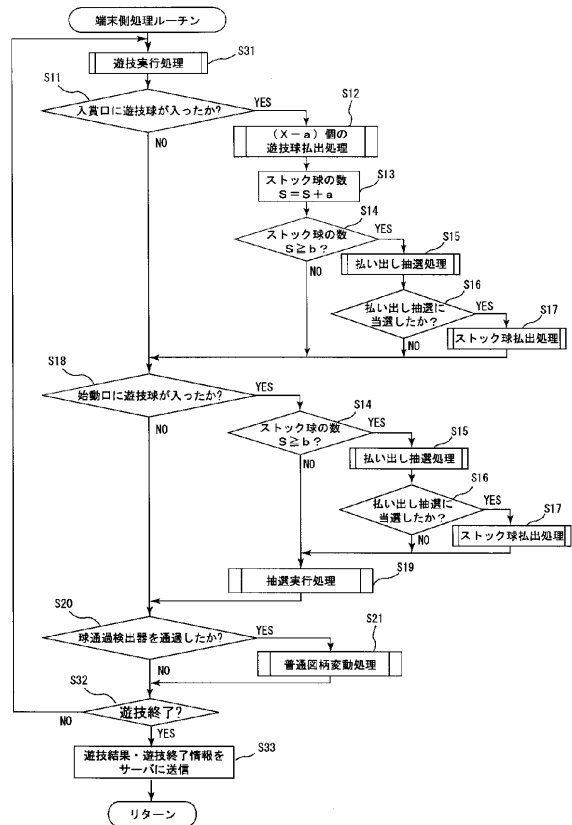 端末側処理ルーチン
S31
遊技実行処理
S11
入賞口に遊技球が入ったか?
YES
NO
S12
(X－a)個の
遊技球払出処理
S13
ストック球の数
S＝S＋a
S14
ストック球の数
S≧b?
YES
NO
S15
払い出し抽選処理
S16
払い出し抽選に
当選したか?
YES
NO
S17
ストック球払出処理
S18
始動口に遊技球が入ったか?
YES
NO
S14
ストック球の数
S≧b?
YES
NO
S15
払い出し抽選処理
S16
払い出し抽選に
当選したか?
YES
NO
S17
ストック球払出処理
S19
抽選実行処理
S20
球通過検出器を通過したか?
YES
NO
S21
普通図柄変動処理
S32
遊技終了?
NO
YES
S33
遊技結果・遊技終了情報を
サーバに送信
リターン